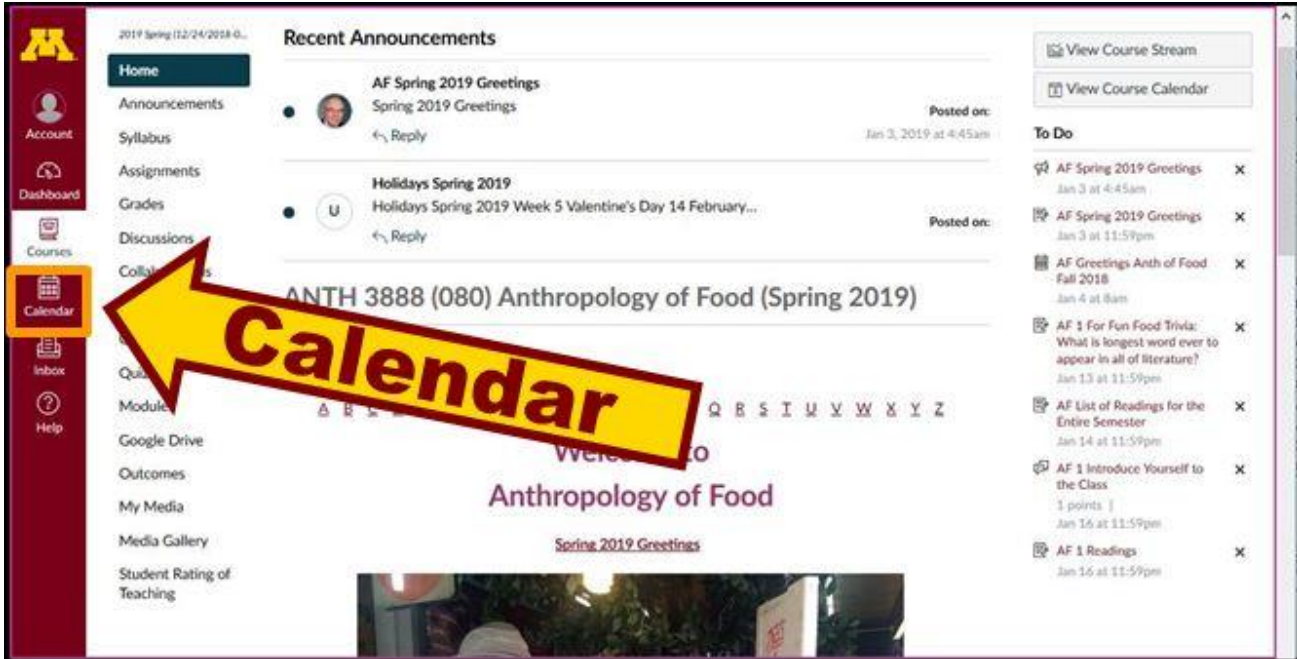 M
Account
Dashboard
Courses
Calendar
Inbox
Help
2019 Spring (12/24/2018-0...
Home
Announcements
Syllabus
Assignments
Grades
Discussions
Modules
Google Drive
Outcomes
My Media
Media Gallery
Student Rating of
Teaching
Calendar
Recent Announcements
AF Spring 2019 Greetings
Spring 2019 Greetings
Reply
Posted on:
Jan 3, 2019 at 4:45am
U
Holidays Spring 2019
Holidays Spring 2019 Week 5 Valentine's Day 14 February...
Reply
Posted on:
ANTH 3888 (080) Anthropology of Food (Spring 2019)
A B C Q R S T U V W X Y Z
Welcome to
Anthropology of Food
Spring 2019 Greetings
View Course Stream
View Course Calendar
To Do
AF Spring 2019 Greetings
Jan 3 at 4:45am
AF Spring 2019 Greetings
Jan 3 at 11:59pm
AF Greetings Anth of Food
Fall 2018
Jan 4 at 8am
AF 1 For Fun Food Trivia:
What is longest word ever to
appear in all of literature?
Jan 13 at 11:59pm
AF List of Readings for the
Entire Semester
Jan 14 at 11:59pm
AF 1 Introduce Yourself to
the Class
1 points |
Jan 16 at 11:59pm
AF 1 Readings
Jan 16 at 11:59pm